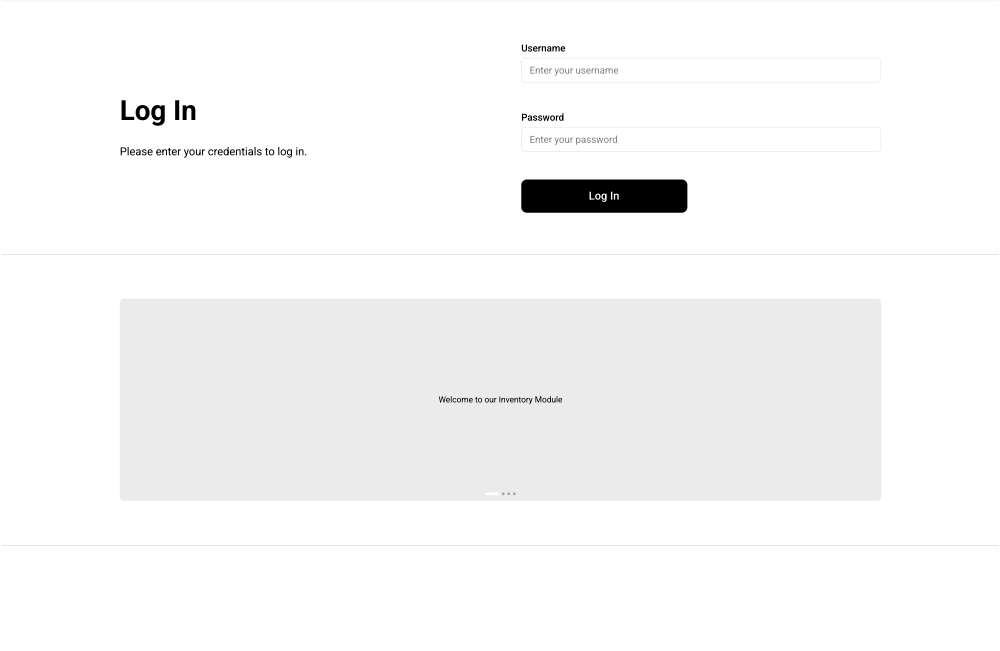 Log In
Please enter your credentials to log in.
Username
Enter your username
Password
Enter your password
Log In
Welcome to our Inventory Module